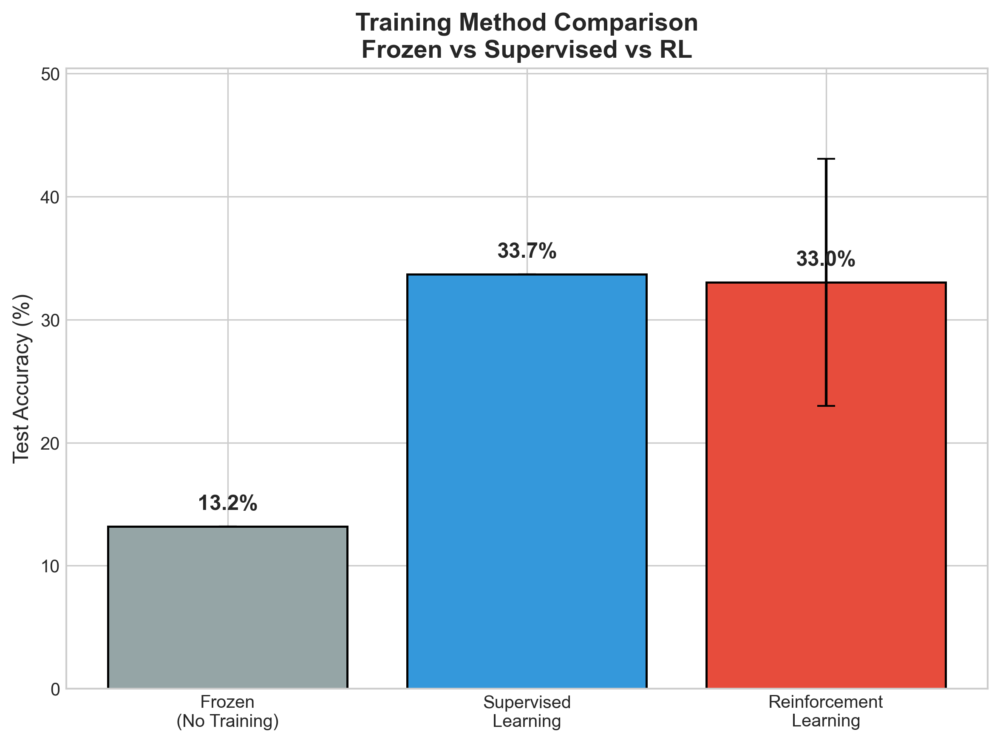 Training Method Comparison
Frozen vs Supervised vs RL
Test Accuracy (%)
50
40
30
20
10
0
13.2%
33.7%
33.0%
Frozen
(No Training)
Supervised
Learning
Reinforcement
Learning